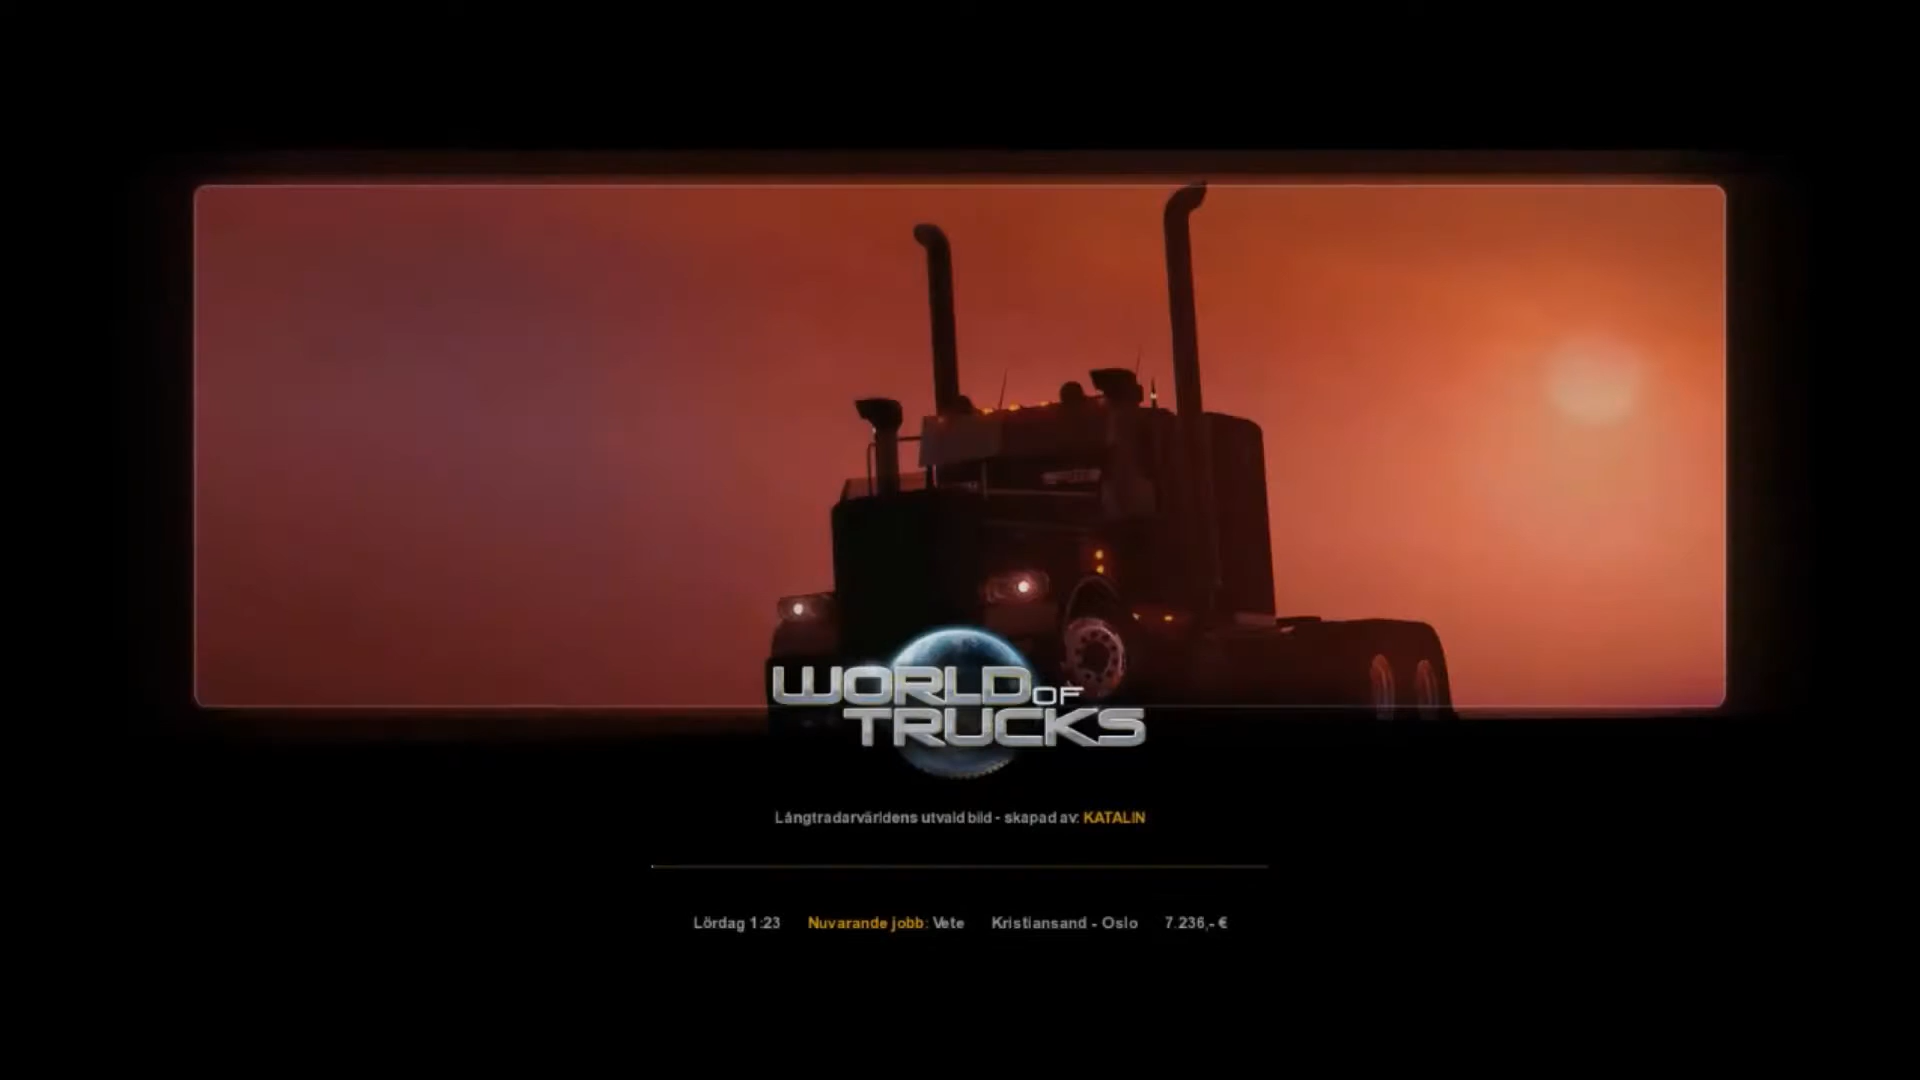 WORLD OF
TRUCKS
Långtradarvärldens utvald bild - skapad av: KATALIN
Lördag 1:23 Nuvarande jobb: Vete Kristiansand - Oslo 7.236,- €